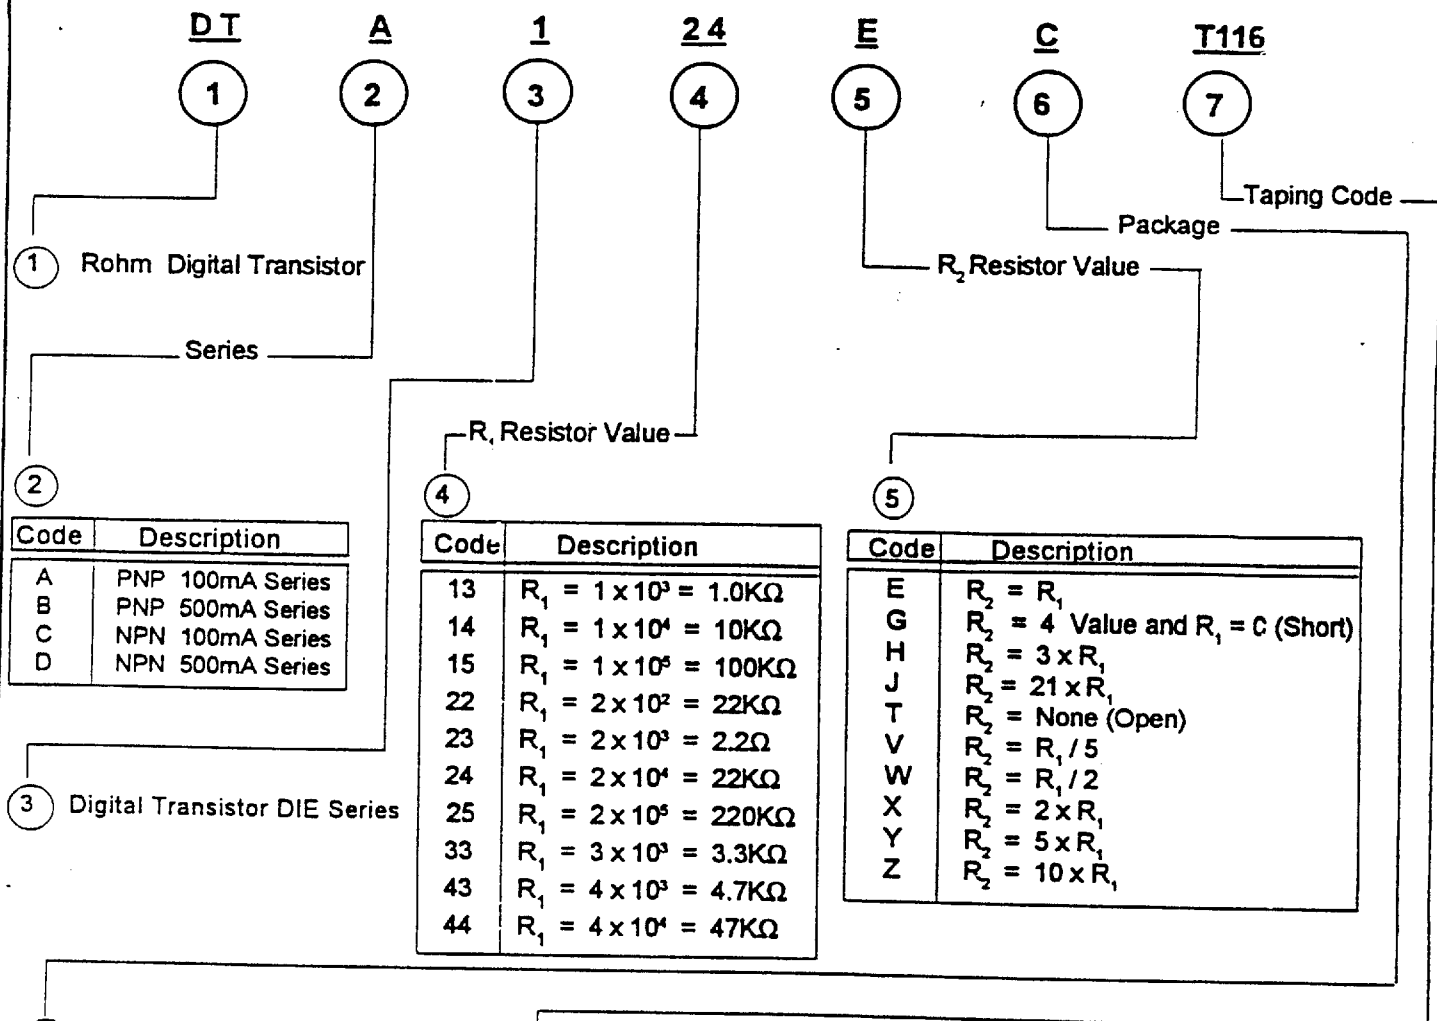 DT A 1 24 E C T116
1 2 3 4 5 6 7
Taping Code
Package
1 Rohm Digital Transistor
R₂ Resistor Value
Series
R₁ Resistor Value
2
Code Description
A PNP 100mA Series
B PNP 500mA Series
C NPN 100mA Series
D NPN 500mA Series
3 Digital Transistor DIE Series
4
Code Description
13 R₁ = 1 x 10³ = 1.0KΩ
14 R₁ = 1 x 10⁴ = 10KΩ
15 R₁ = 1 x 10⁵ = 100KΩ
22 R₁ = 2 x 10² = 22KΩ
23 R₁ = 2 x 10³ = 2.2Ω
24 R₁ = 2 x 10⁴ = 22KΩ
25 R₁ = 2 x 10⁵ = 220KΩ
33 R₁ = 3 x 10³ = 3.3KΩ
43 R₁ = 4 x 10³ = 4.7KΩ
44 R₁ = 4 x 10⁴ = 47KΩ
5
Code Description
E R₂ = R₁
G R₂ = 4 Value and R₁ = 0 (Short)
H R₂ = 3 x R₁
J R₂ = 21 x R₁
T R₂ = None (Open)
V R₂ = R₁ / 5
W R₂ = R₁ / 2
X R₂ = 2 x R₁
Y R₂ = 5 x R₁
Z R₂ = 10 x R₁